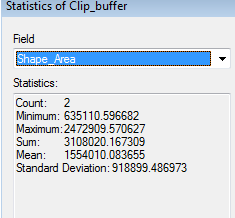 Statistics of Clip_buffer
Field
Shape_Area
Statistics:
Count: 2
Minimum: 635110.596682
Maximum: 2472909.570627
Sum: 3108020.167309
Mean: 1554010.083655
Standard Deviation: 918899.486973